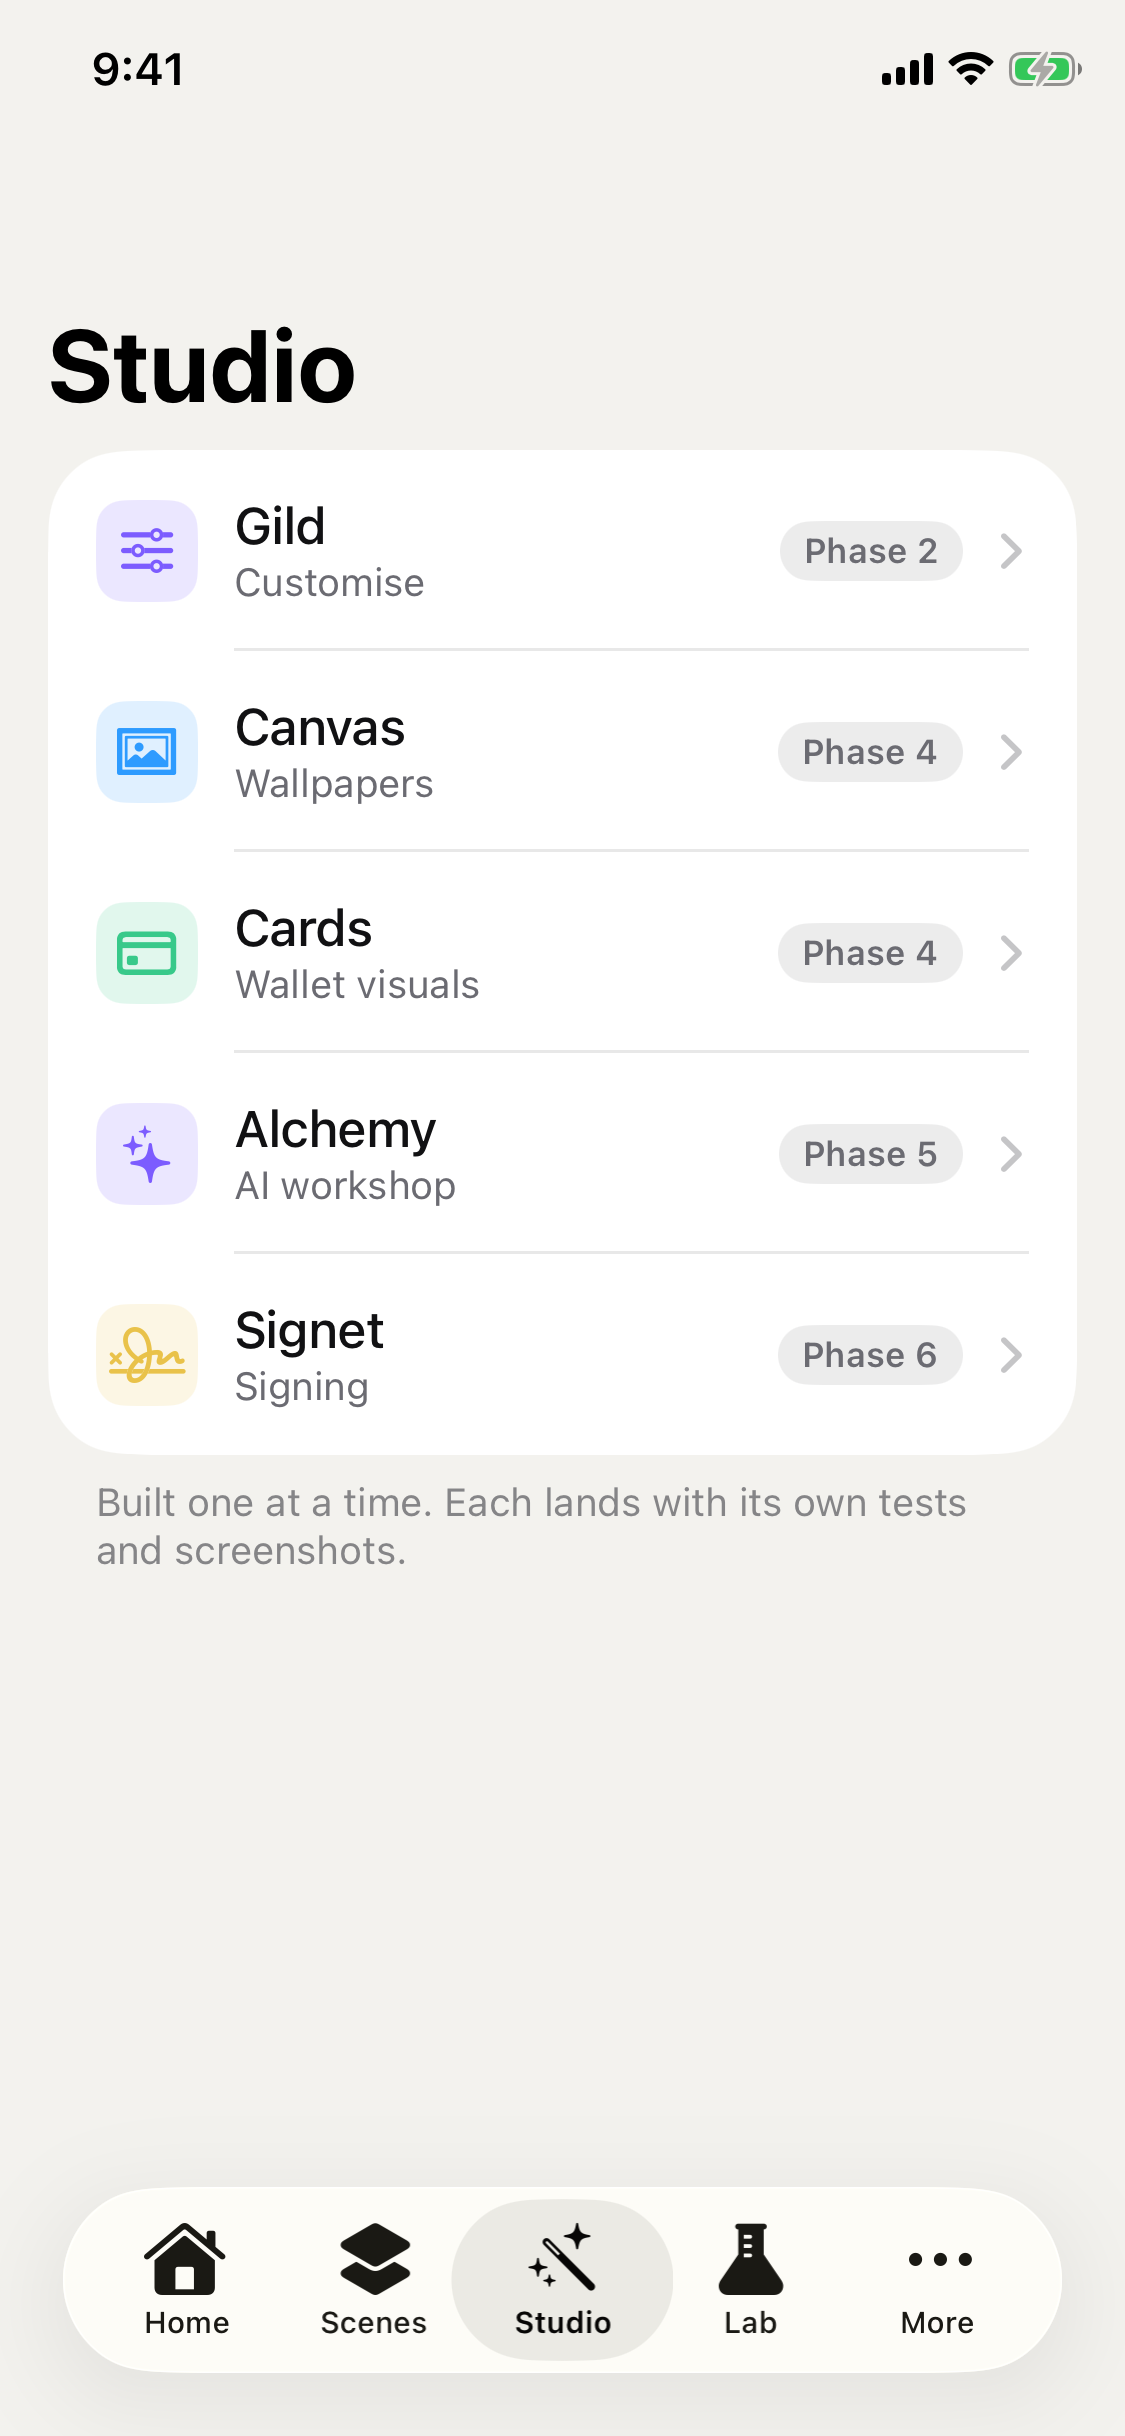 9:41
Studio
Gild
Customise
Phase 2
Canvas
Wallpapers
Phase 4
Cards
Wallet visuals
Phase 4
Alchemy
AI workshop
Phase 5
Signet
Signing
Phase 6
Built one at a time. Each lands with its own tests
and screenshots.
Home
Scenes
Studio
Lab
More